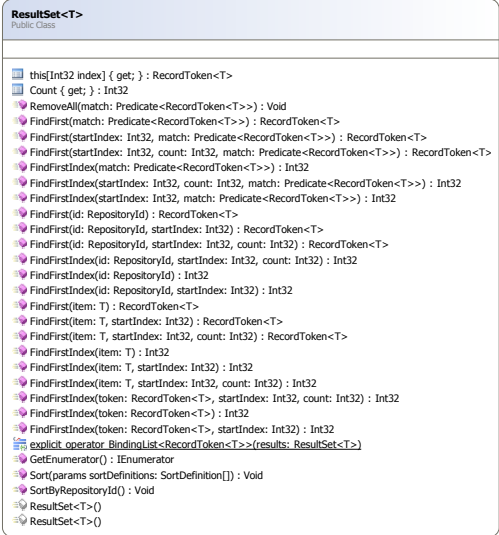 ResultSet<T>
Public Class
this[Int32 index] { get; } : RecordToken<T>
Count { get; } : Int32
RemoveAll(match: Predicate<RecordToken<T>>) : Void
FindFirst(match: Predicate<RecordToken<T>>) : RecordToken<T>
FindFirst(startIndex: Int32, match: Predicate<RecordToken<T>>) : RecordToken<T>
FindFirst(startIndex: Int32, count: Int32, match: Predicate<RecordToken<T>>) : RecordToken<T>
FindFirstIndex(match: Predicate<RecordToken<T>>) : Int32
FindFirstIndex(startIndex: Int32, count: Int32, match: Predicate<RecordToken<T>>) : Int32
FindFirstIndex(startIndex: Int32, match: Predicate<RecordToken<T>>) : Int32
FindFirst(id: RepositoryId) : RecordToken<T>
FindFirst(id: RepositoryId, startIndex: Int32) : RecordToken<T>
FindFirst(id: RepositoryId, startIndex: Int32, count: Int32) : RecordToken<T>
FindFirstIndex(id: RepositoryId, startIndex: Int32, count: Int32) : Int32
FindFirstIndex(id: RepositoryId) : Int32
FindFirstIndex(id: RepositoryId, startIndex: Int32) : Int32
FindFirst(item: T) : RecordToken<T>
FindFirst(item: T, startIndex: Int32) : RecordToken<T>
FindFirst(item: T, startIndex: Int32, count: Int32) : RecordToken<T>
FindFirstIndex(item: T) : Int32
FindFirstIndex(item: T, startIndex: Int32) : Int32
FindFirstIndex(item: T, startIndex: Int32, count: Int32) : Int32
FindFirstIndex(token: RecordToken<T>, startIndex: Int32, count: Int32) : Int32
FindFirstIndex(token: RecordToken<T>) : Int32
FindFirstIndex(token: RecordToken<T>, startIndex: Int32) : Int32
explicit operator BindingList<RecordToken<T>>(results: ResultSet<T>)
GetEnumerator() : IEnumerator
Sort(params sortDefinitions: SortDefinition[]) : Void
SortByRepositoryId() : Void
ResultSet<T>()
ResultSet<T>()